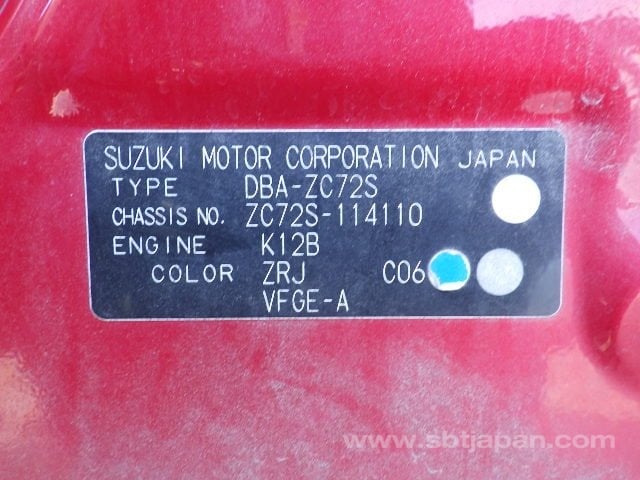 SUZUKI MOTOR CORPORATION JAPAN
TYPE DBA-ZC72S
CHASSIS NO. ZC72S-114110
ENGINE K12B
COLOR ZRJ C06
VFGE-A
www.sbtjapan.com